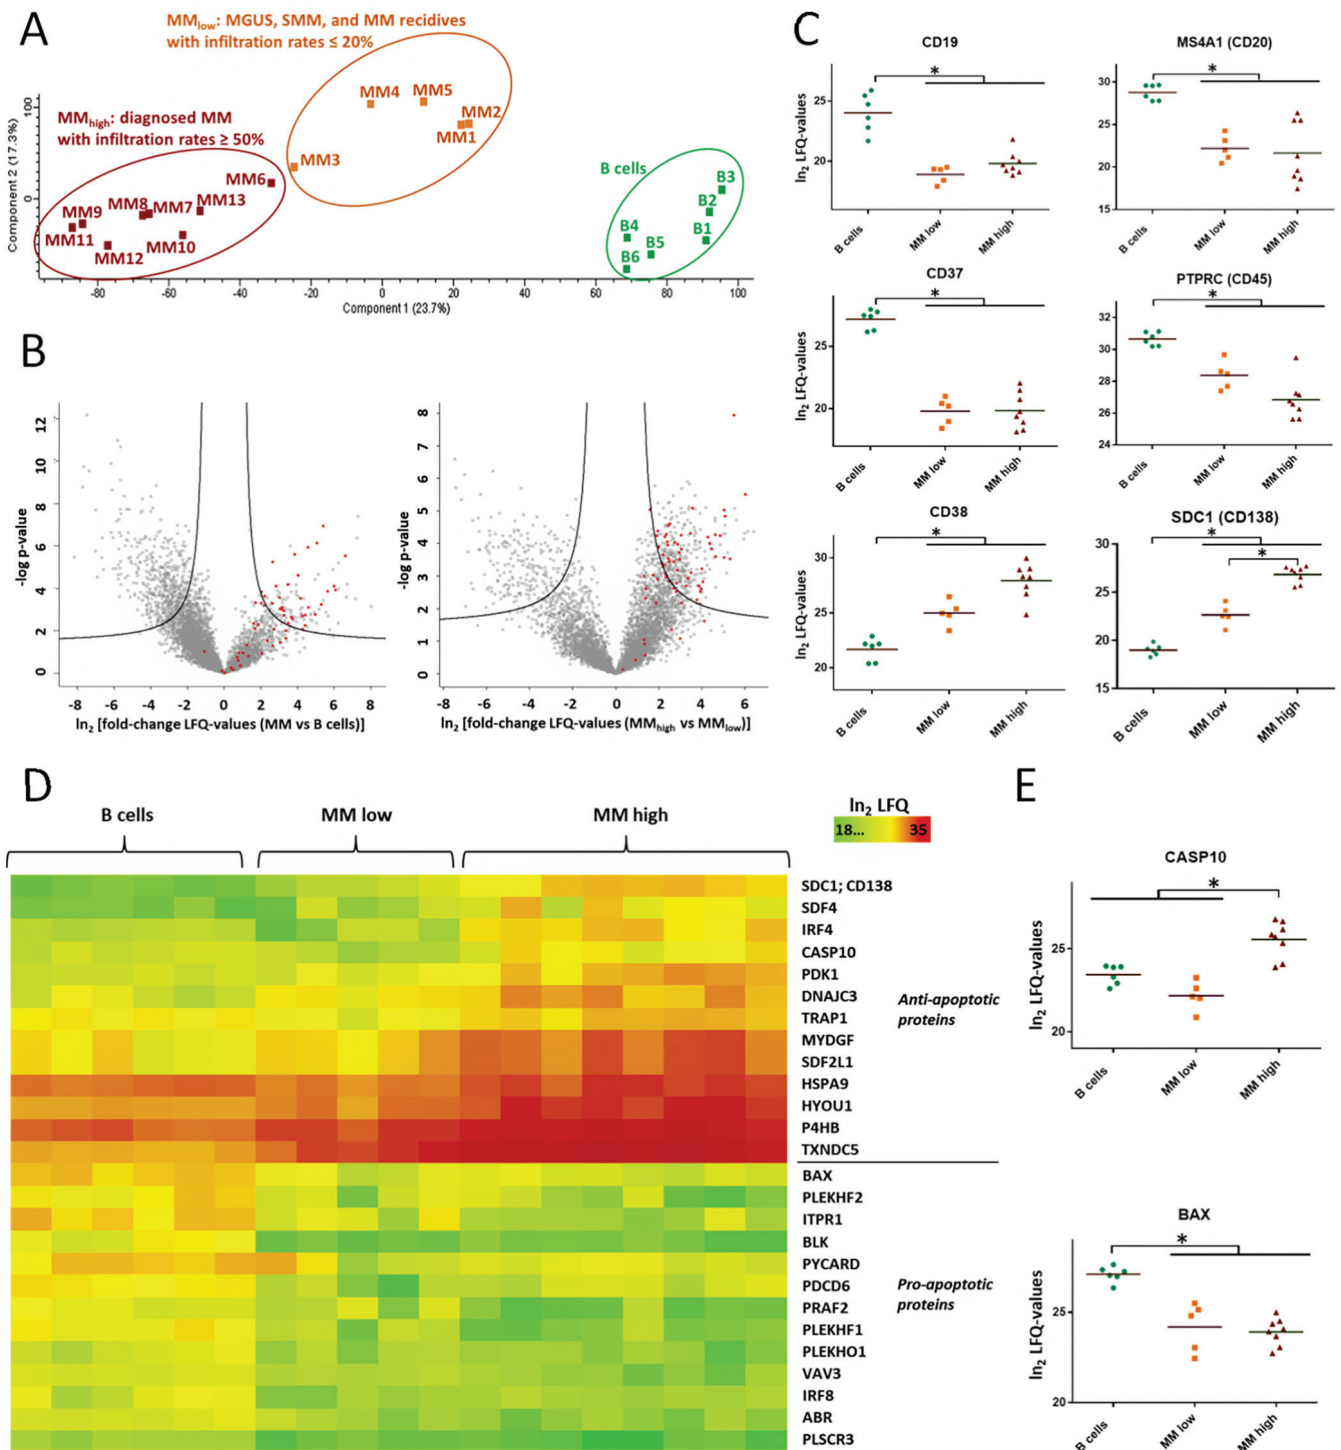 A
MM_low: MGUS, SMM, and MM recidives
with infiltration rates ≤ 20%
MM_high: diagnosed MM
with infiltration rates ≥ 50%
B cells
MM4
MM5
MM2
MM1
MM3
MM6
MM8
MM7
MM13
MM9
MM11
MM12
MM10
B3
B2
B1
B4
B5
B6
Component 2 (17.3%)
100
0
-80 -60 -40 -20 0 20 40 60 80 100
Component 1 (23.7%)
B
-log p-value
12
10
8
6
4
2
0
-8 -6 -4 -2 0 2 4 6 8
ln₂ [fold-change LFQ-values (MM vs B cells)]
-log p-value
8
7
6
5
4
3
2
1
0
-8 -6 -4 -2 0 2 4 6
ln₂ [fold-change LFQ-values (MM_high vs MM_low)]
C
CD19
*
ln₂ LFQ-values
25
20
B cells
MM low
MM high
MS4A1 (CD20)
*
30
25
20
15
B cells
MM low
MM high
CD37
*
ln₂ LFQ-values
25
20
B cells
MM low
MM high
PTPRC (CD45)
*
32
30
28
26
24
B cells
MM low
MM high
CD38
*
ln₂ LFQ-values
30
25
20
B cells
MM low
MM high
SDC1 (CD138)
*
*
30
25
20
15
B cells
MM low
MM high
D
B cells
MM low
MM high
ln₂ LFQ
18... 35
SDC1; CD138
SDF4
IRF4
CASP10
PDK1
DNAJC3
TRAP1
MYDGF
SDF2L1
HSPA9
HYOU1
P4HB
TXNDC5
Anti-apoptotic
proteins
BAX
PLEKHF2
ITPR1
BLK
PYCARD
PDCD6
PRAF2
PLEKHF1
PLEKHO1
VAV3
IRF8
ABR
PLSCR3
Pro-apoptotic
proteins
E
CASP10
*
ln₂ LFQ-values
25
20
B cells
MM low
MM high
BAX
*
ln₂ LFQ-values
25
20
B cells
MM low
MM high